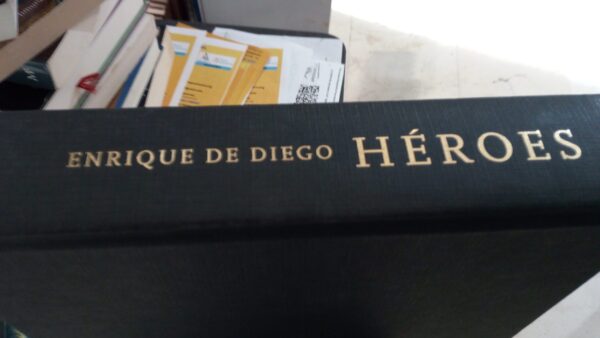 ENRIQUE DE DIEGO HÉROES